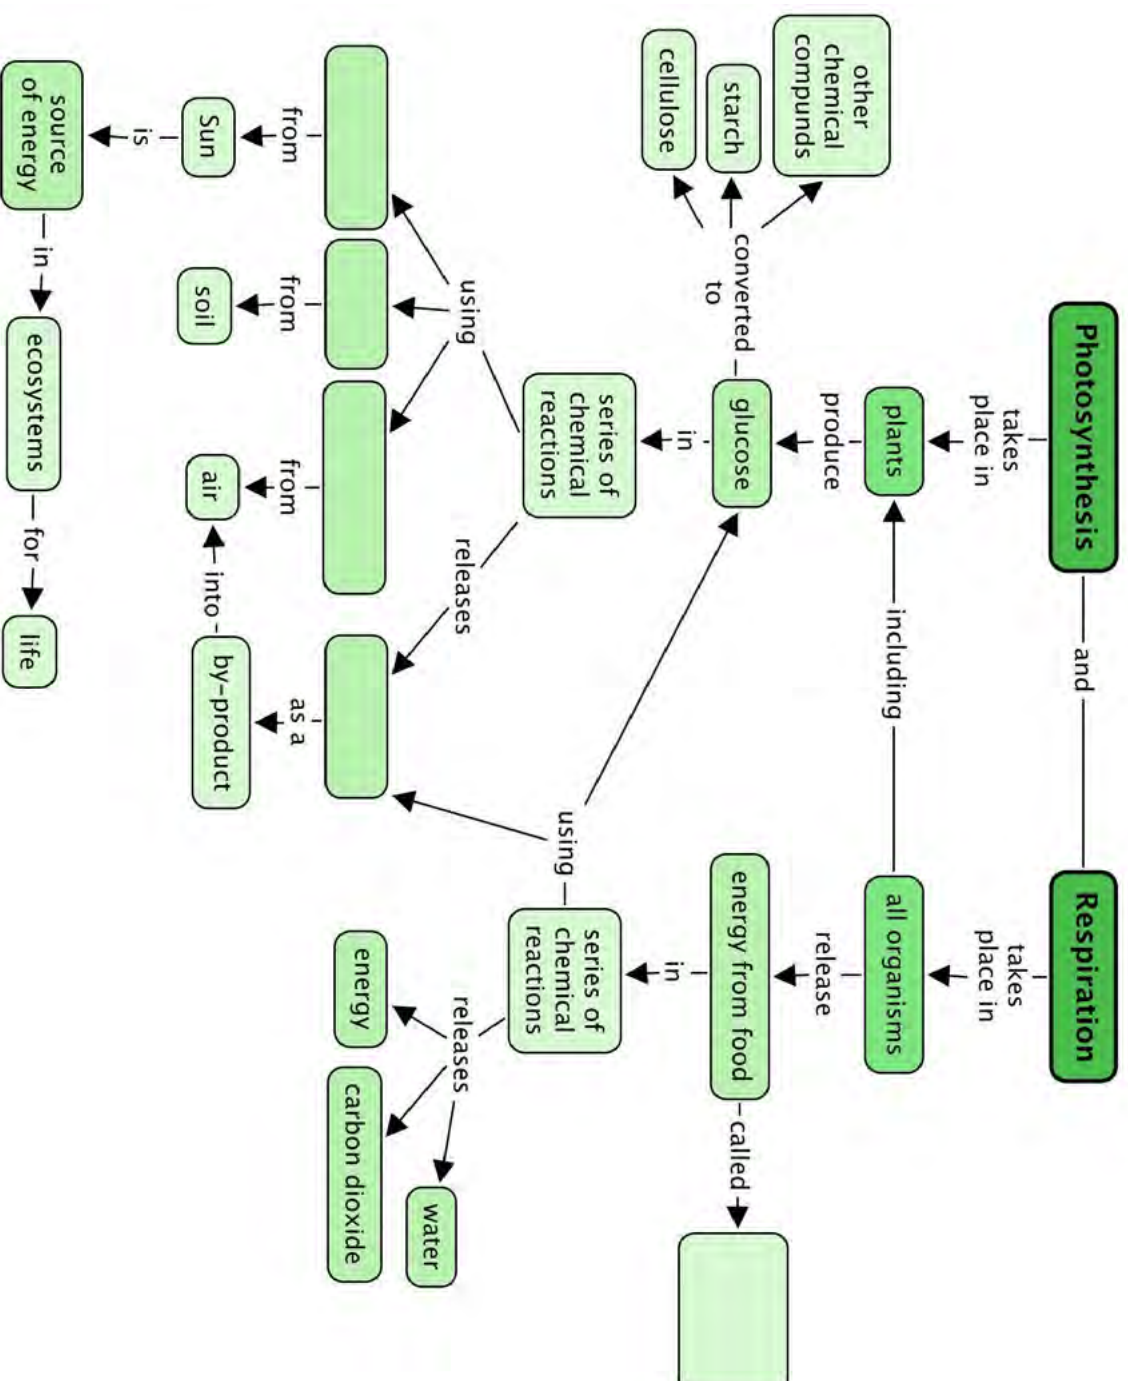 Photosynthesis
and
Respiration
takes
place in
takes
place in
plants
including
all organisms
produce
release
other
chemical
compunds
starch
cellulose
converted
to
glucose
energy from food
called
in
in
series of
chemical
reactions
series of
chemical
reactions
using
releases
using
releases
energy
carbon dioxide
water
from
from
from
as a
Sun
soil
air
into
by-product
is
source
of energy
in
ecosystems
for
life